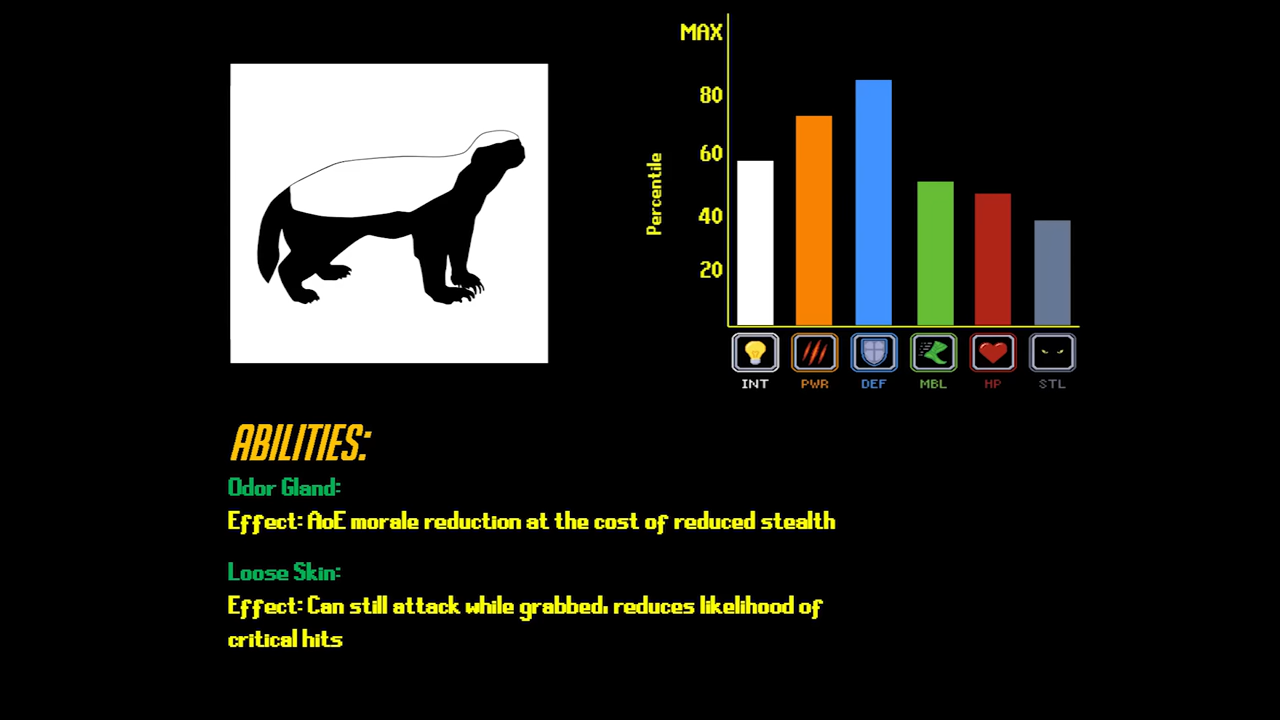 MAX
80
60
40
20
Percentile
INT PWR DEF MBL HP STL
ABILITIES:
Odor Gland:
Effect: AoE morale reduction at the cost of reduced stealth
Loose Skin:
Effect: Can still attack while grabbed, reduces likelihood of
critical hits